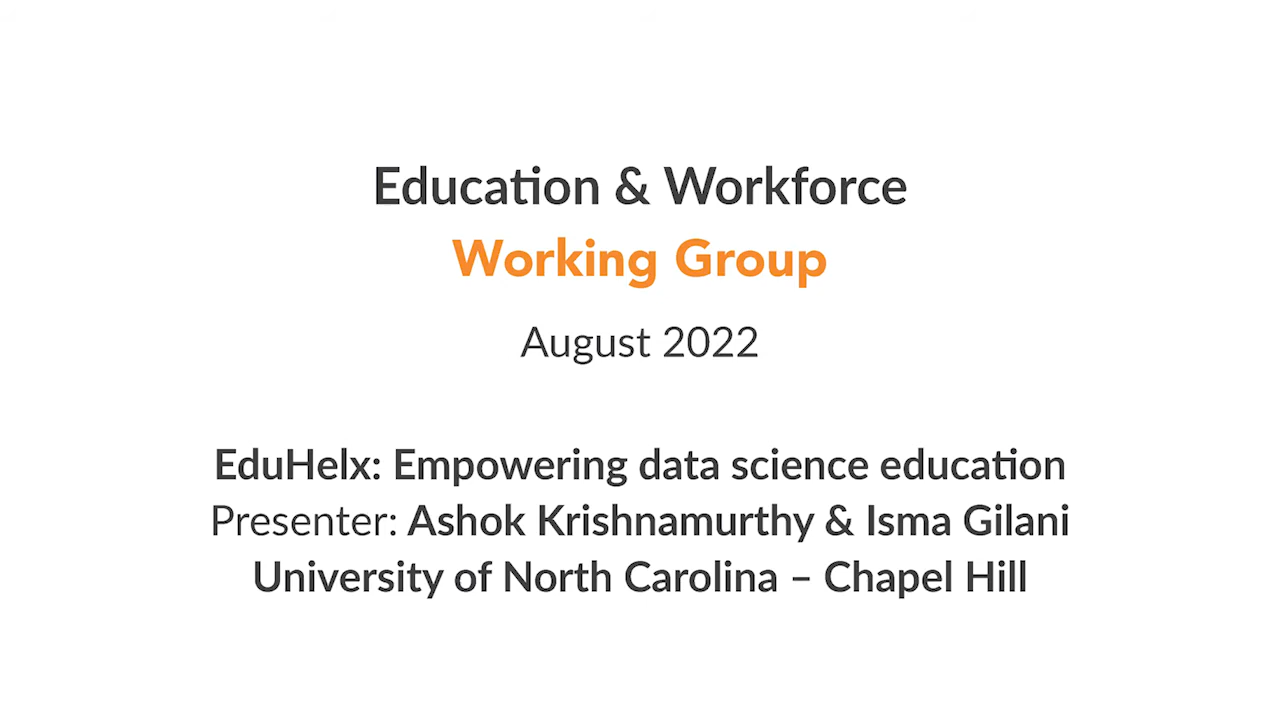 Education & Workforce
Working Group
August 2022
EduHelx: Empowering data science education
Presenter: Ashok Krishnamurthy & Isma Gilani
University of North Carolina – Chapel Hill